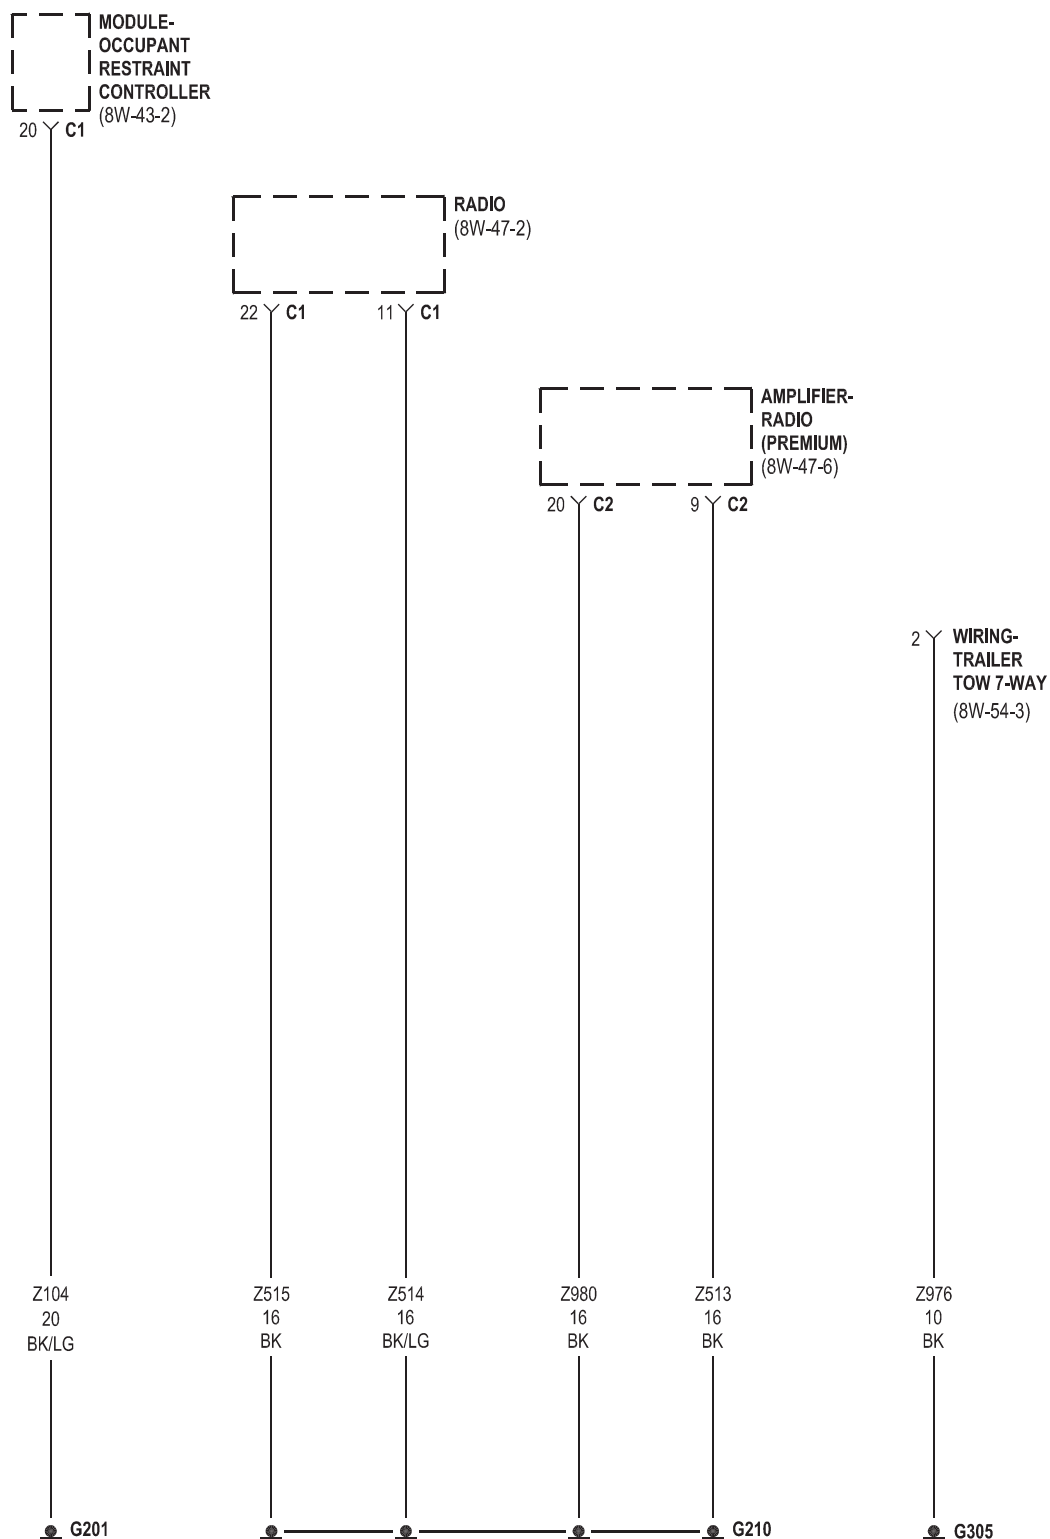 MODULE-
OCCUPANT
RESTRAINT
CONTROLLER
(8W-43-2)
20 C1
RADIO
(8W-47-2)
22 C1
11 C1
AMPLIFIER-
RADIO
(PREMIUM)
(8W-47-6)
20 C2
9 C2
2
WIRING-
TRAILER
TOW 7-WAY
(8W-54-3)
Z104
20
BK/LG
Z515
16
BK
Z514
16
BK/LG
Z980
16
BK
Z513
16
BK
Z976
10
BK
G201
G210
G305